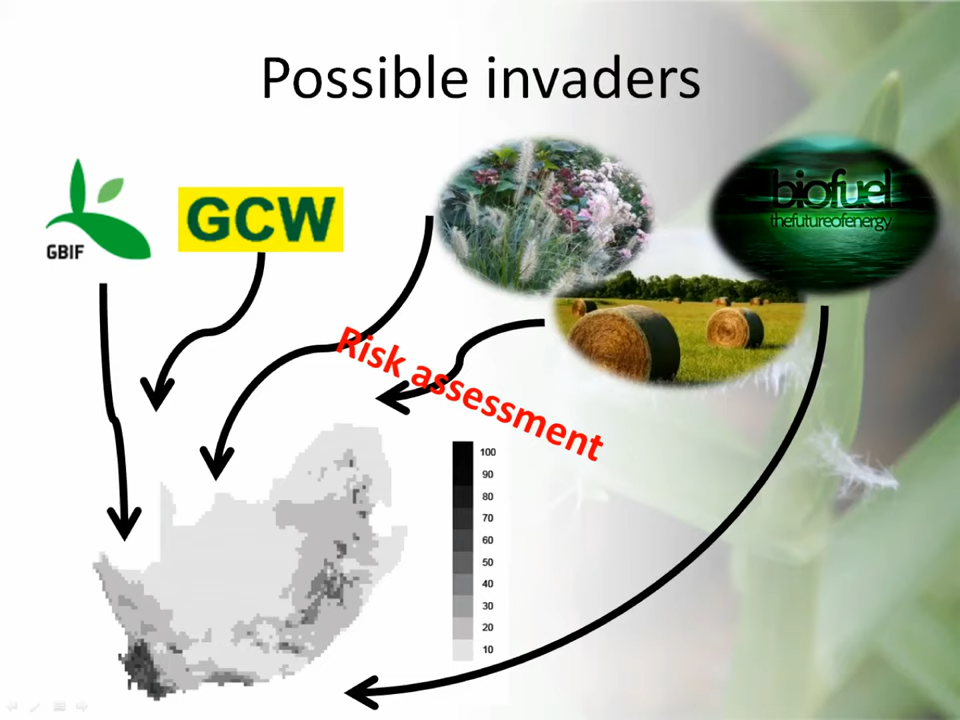 Possible invaders
GBIF
GCW
biofuel
thefutureofenergy
Risk assessment
100
90
80
70
60
50
40
30
20
10